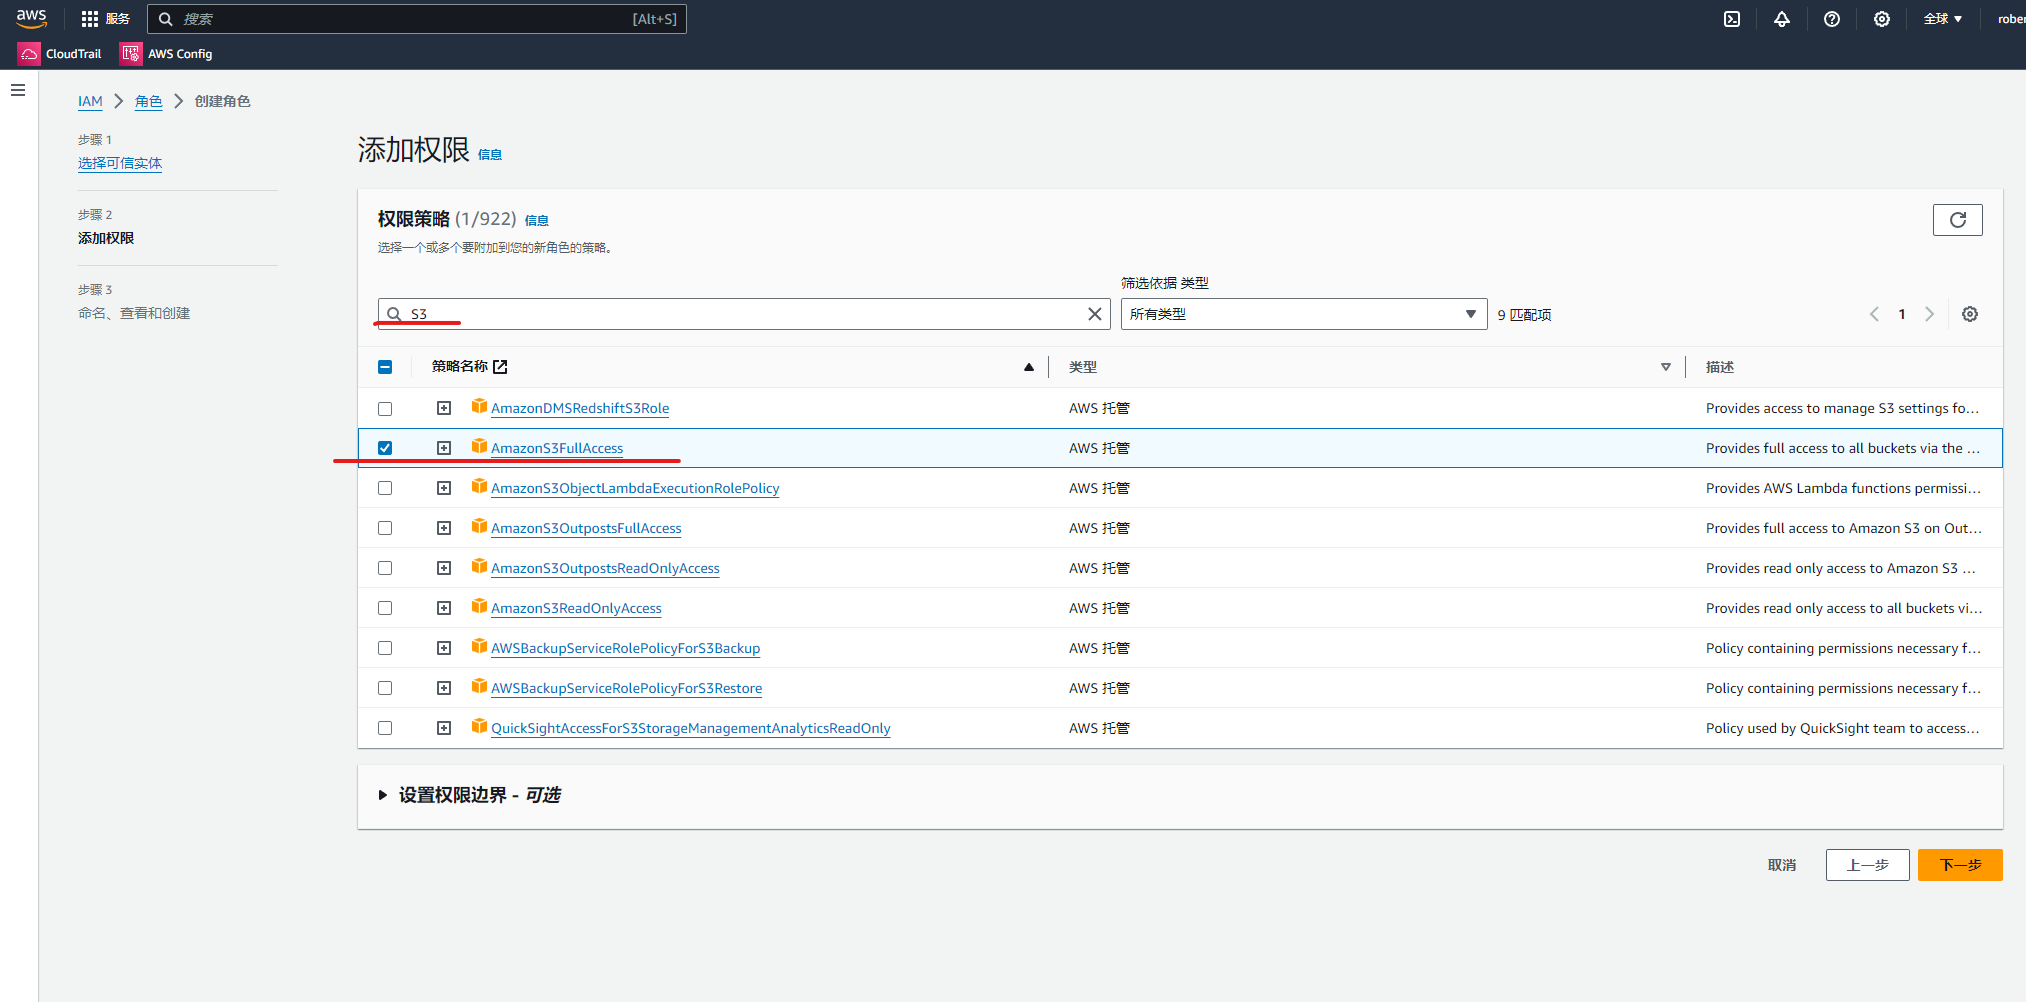 aws
服务
搜索
[Alt+S]
全球
CloudTrail
AWS Config
IAM
角色
创建角色
步骤 1
选择可信实体
步骤 2
添加权限
步骤 3
命名、查看和创建
添加权限 信息
权限策略 (1/922) 信息
选择一个或多个要附加到您的新角色的策略。
筛选依据 类型
S3
所有类型
9 匹配项
1
策略名称
类型
描述
AmazonDMSRedshiftS3Role AWS 托管 Provides access to manage S3 settings fo...
AmazonS3FullAccess AWS 托管 Provides full access to all buckets via the ...
AmazonS3ObjectLambdaExecutionRolePolicy AWS 托管 Provides AWS Lambda functions permissi...
AmazonS3OutpostsFullAccess AWS 托管 Provides full access to Amazon S3 on Out...
AmazonS3OutpostsReadOnlyAccess AWS 托管 Provides read only access to Amazon S3 ...
AmazonS3ReadOnlyAccess AWS 托管 Provides read only access to all buckets vi...
AWSBackupServiceRolePolicyForS3Backup AWS 托管 Policy containing permissions necessary f...
AWSBackupServiceRolePolicyForS3Restore AWS 托管 Policy containing permissions necessary f...
QuickSightAccessForS3StorageManagementAnalyticsReadOnly AWS 托管 Policy used by QuickSight team to access...
设置权限边界 - 可选
取消
上一步
下一步